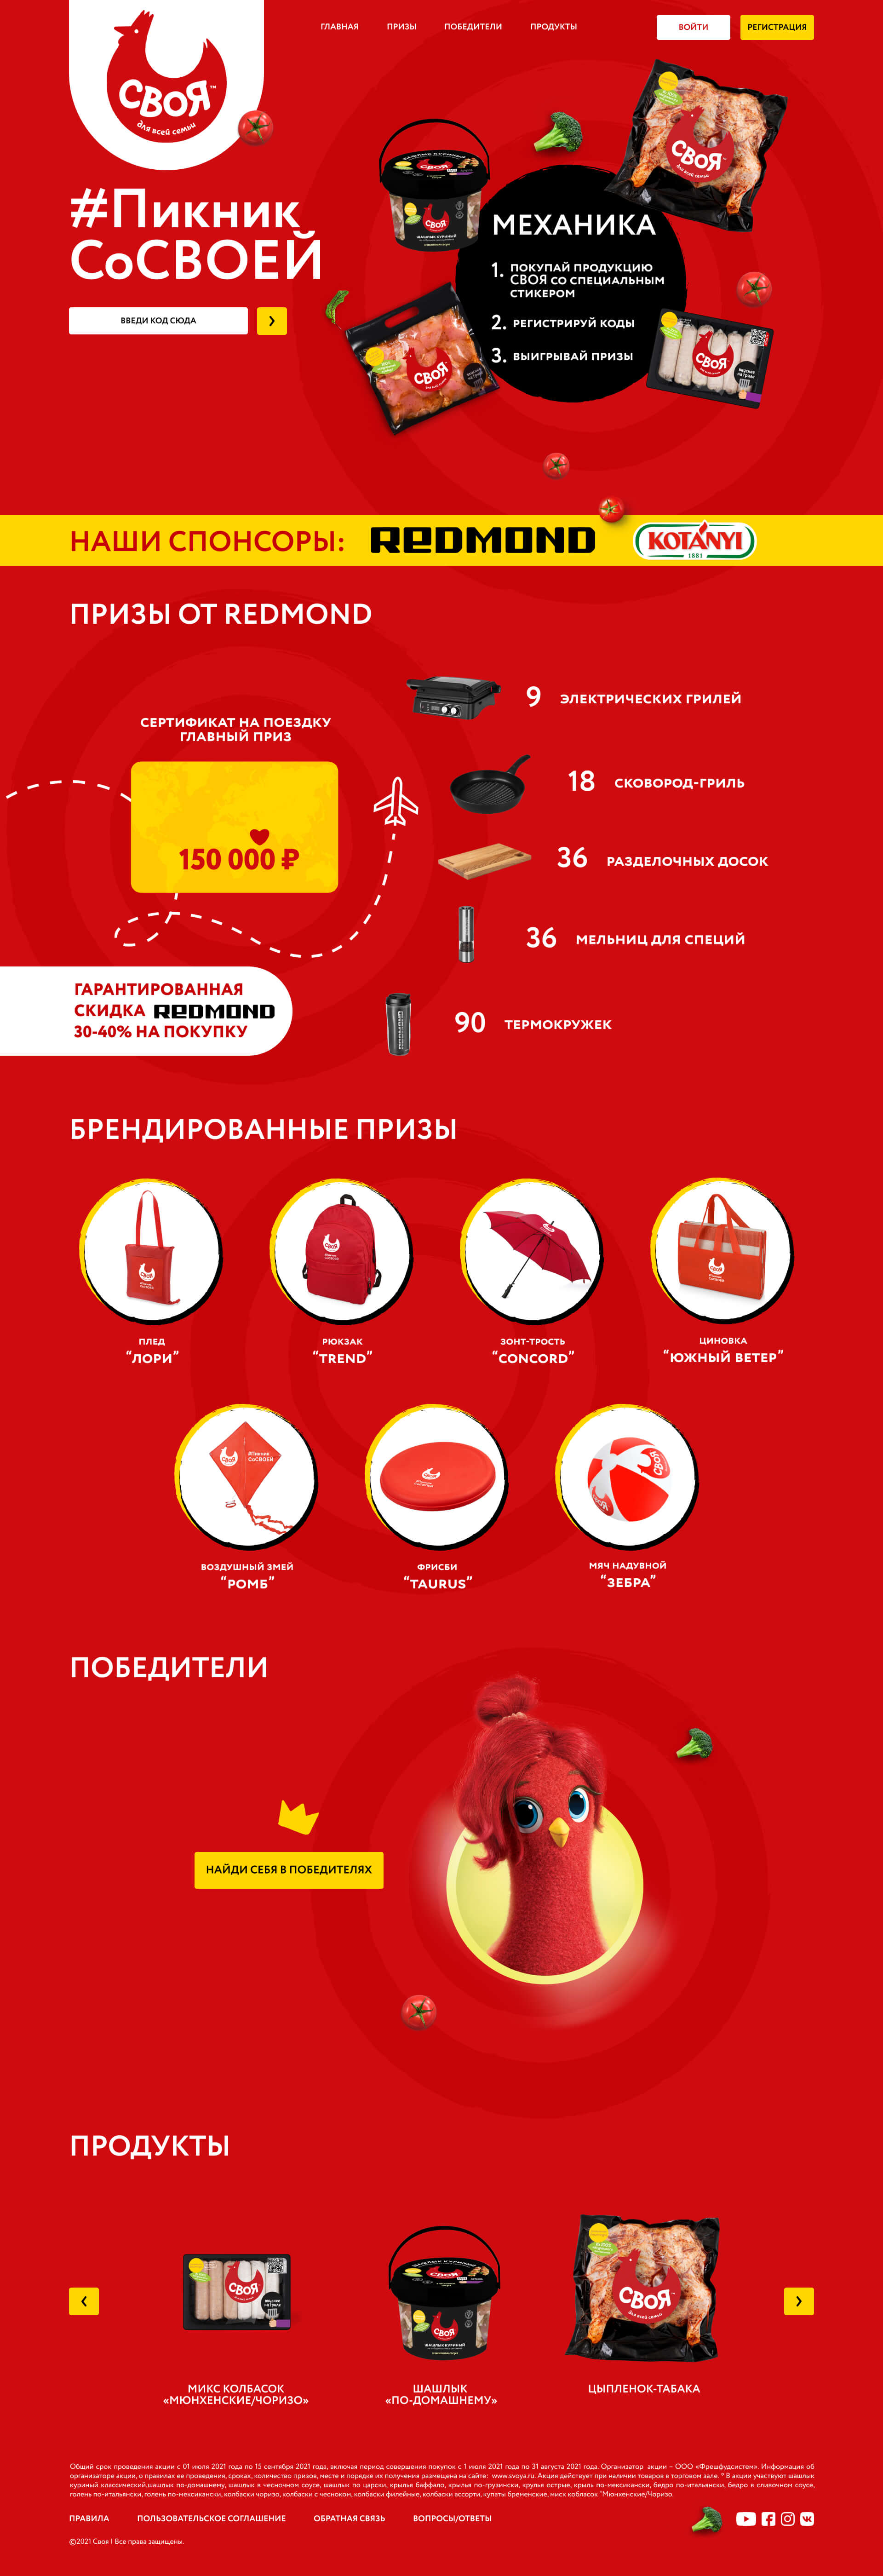 СВОЯ™
для всей семьи
ГЛАВНАЯ
ПРИЗЫ
ПОБЕДИТЕЛИ
ПРОДУКТЫ
ВОЙТИ
РЕГИСТРАЦИЯ
#Пикник
СоСВОЕЙ
ВВЕДИ КОД СЮДА
МЕХАНИКА
1. ПОКУПАЙ ПРОДУКЦИЮ
СВОЯ СО СПЕЦИАЛЬНЫМ
СТИКЕРОМ
2. РЕГИСТРИРУЙ КОДЫ
3. ВЫИГРЫВАЙ ПРИЗЫ
НАШИ СПОНСОРЫ:
REDMOND
KOTÁNYI
1881
ПРИЗЫ ОТ REDMOND
СЕРТИФИКАТ НА ПОЕЗДКУ
ГЛАВНЫЙ ПРИЗ
150 000 ₽
9 ЭЛЕКТРИЧЕСКИХ ГРИЛЕЙ
18 СКОВОРОД-ГРИЛЬ
36 РАЗДЕЛОЧНЫХ ДОСОК
36 МЕЛЬНИЦ ДЛЯ СПЕЦИЙ
90 ТЕРМОКРУЖЕК
ГАРАНТИРОВАННАЯ
СКИДКА REDMOND
30-40% НА ПОКУПКУ
БРЕНДИРОВАННЫЕ ПРИЗЫ
ПЛЕД
“ЛОРИ”
РЮКЗАК
“TREND”
ЗОНТ-ТРОСТЬ
“CONCORD”
ЦИНОВКА
“ЮЖНЫЙ ВЕТЕР”
ВОЗДУШНЫЙ ЗМЕЙ
“РОМБ”
ФРИСБИ
“TAURUS”
МЯЧ НАДУВНОЙ
“ЗЕБРА”
ПОБЕДИТЕЛИ
НАЙДИ СЕБЯ В ПОБЕДИТЕЛЯХ
ПРОДУКТЫ
МИКС КОЛБАСОК
«МЮНХЕНСКИЕ/ЧОРИЗО»
ШАШЛЫК
«ПО-ДОМАШНЕМУ»
ЦЫПЛЕНОК-ТАБАКА
Общий срок проведения акции с 01 июля 2021 года по 15 сентября 2021 года, включая период совершения покупок с 1 июля 2021 года по 31 августа 2021 года. Организатор акции – ООО «Фрешфудсистем». Информация об
организаторе акции, о правилах ее проведения, сроках, количество призов, месте и порядке их получения размещена на сайте: www.svoya.ru. Акция действует при наличии товаров в торговом зале. * В акции участвуют шашлык
куриный классический,шашлык по-домашнему, шашлык в чесночном соусе, шашлык по царски, крылья баффало, крылья по-грузински, крулья острые, крыль по-мексикански, бедро по-итальянски, бедро в сливочном соусе,
голень по-итальянски, голень по-мексикански, колбаски чоризо, колбаски с чесноком, колбаски филейные, колбаски ассорти, купаты бременские, миск колбасок "Мюнхенские/Чоризо.
ПРАВИЛА
ПОЛЬЗОВАТЕЛЬСКОЕ СОГЛАШЕНИЕ
ОБРАТНАЯ СВЯЗЬ
ВОПРОСЫ/ОТВЕТЫ
©2021 Своя | Все права защищены.